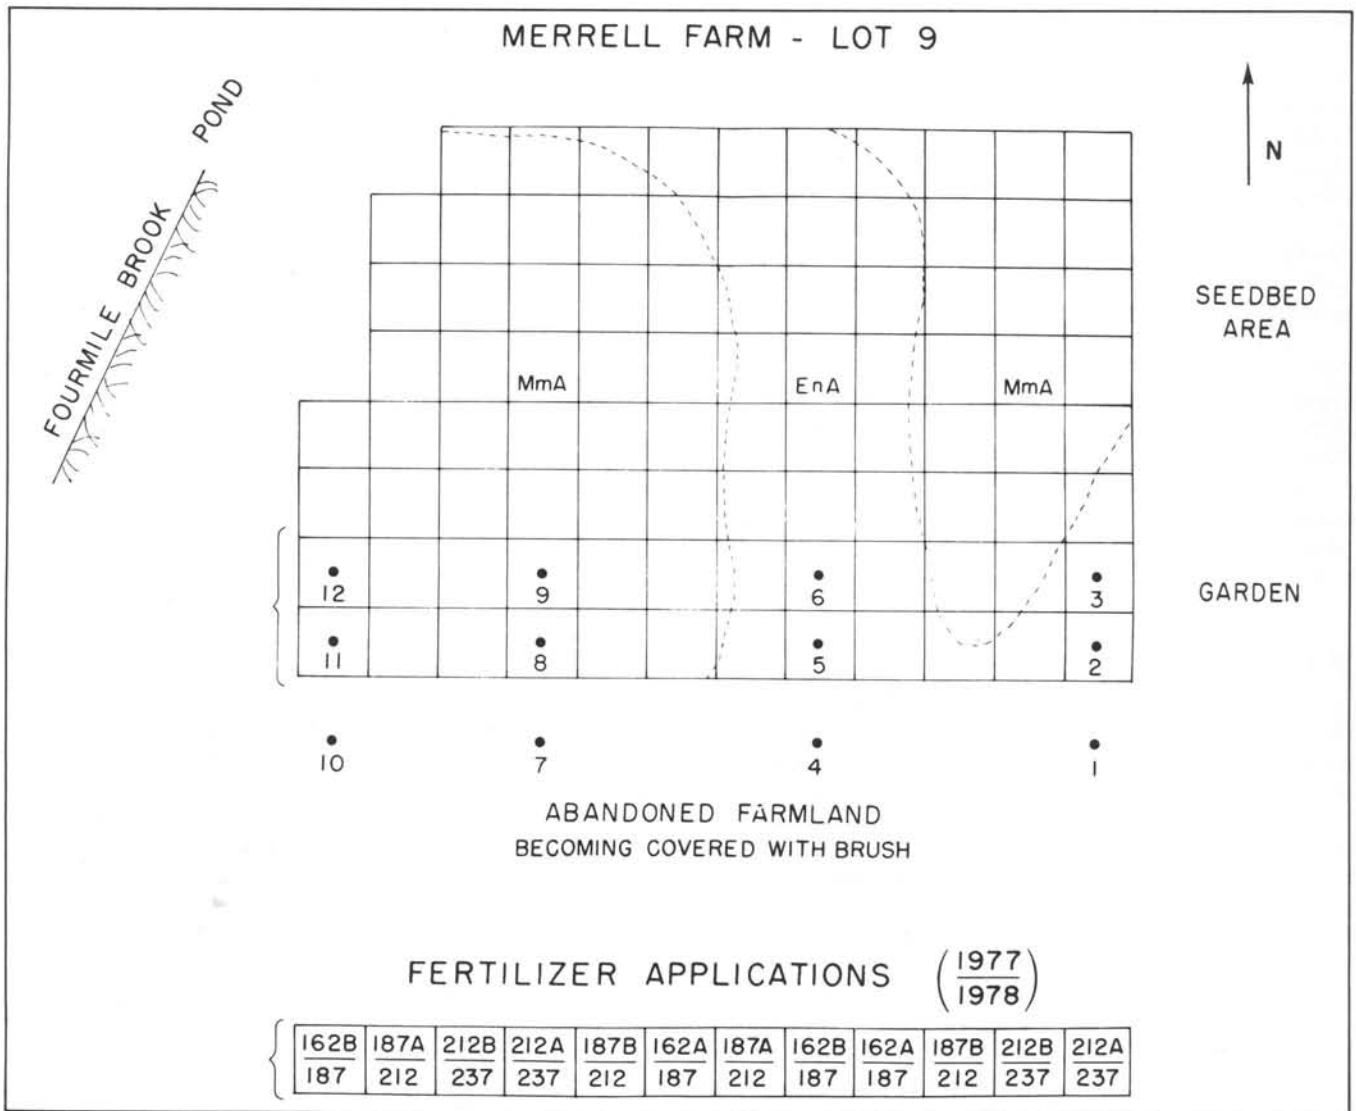 MERRELL FARM - LOT 9
POND
FOURMILE BROOK
N
SEEDBED
AREA
MmA EnA MmA
12 9 6 3
GARDEN
11 8 5 2
10 7 4 1
ABANDONED FARMLAND
BECOMING COVERED WITH BRUSH
FERTILIZER APPLICATIONS (1977/1978)
162B 187A 212B 212A 187B 162A 187A 162B 162A 187B 212B 212A
187 212 237 237 212 187 212 187 187 212 237 237